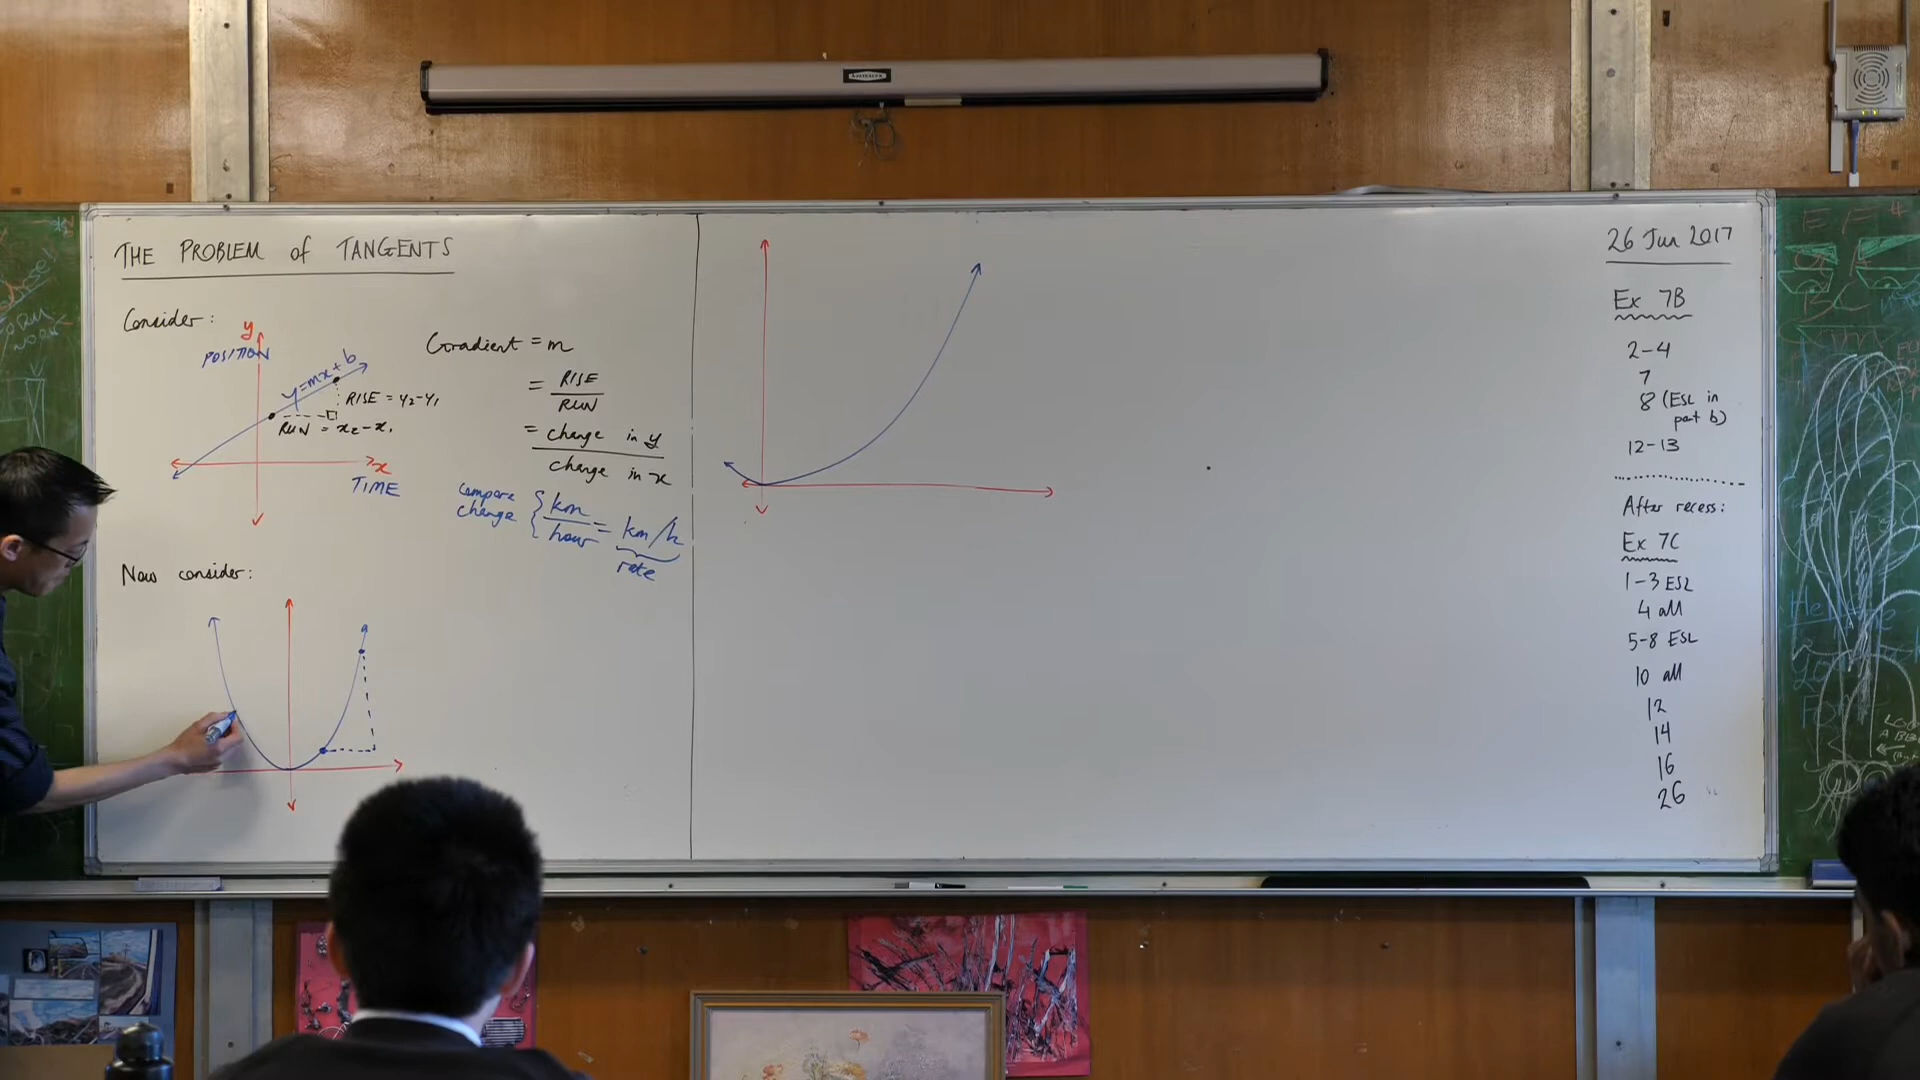 THE PROBLEM of TANGENTS
Consider:
y
POSITION
y=mx+b
RISE = y₂-y₁
RUN = x₂-x₁
x
TIME
Gradient = m
= RISE
RUN
= change in y
change in x
compare
change
km
hour
= km/h
rate
Now consider:
26 Jun 2017
Ex 7B
2-4
7
8 (ESL in
part b)
12-13
After recess:
Ex 7C
1-3 ESL
4 all
5-8 ESL
10 all
12
14
16
26